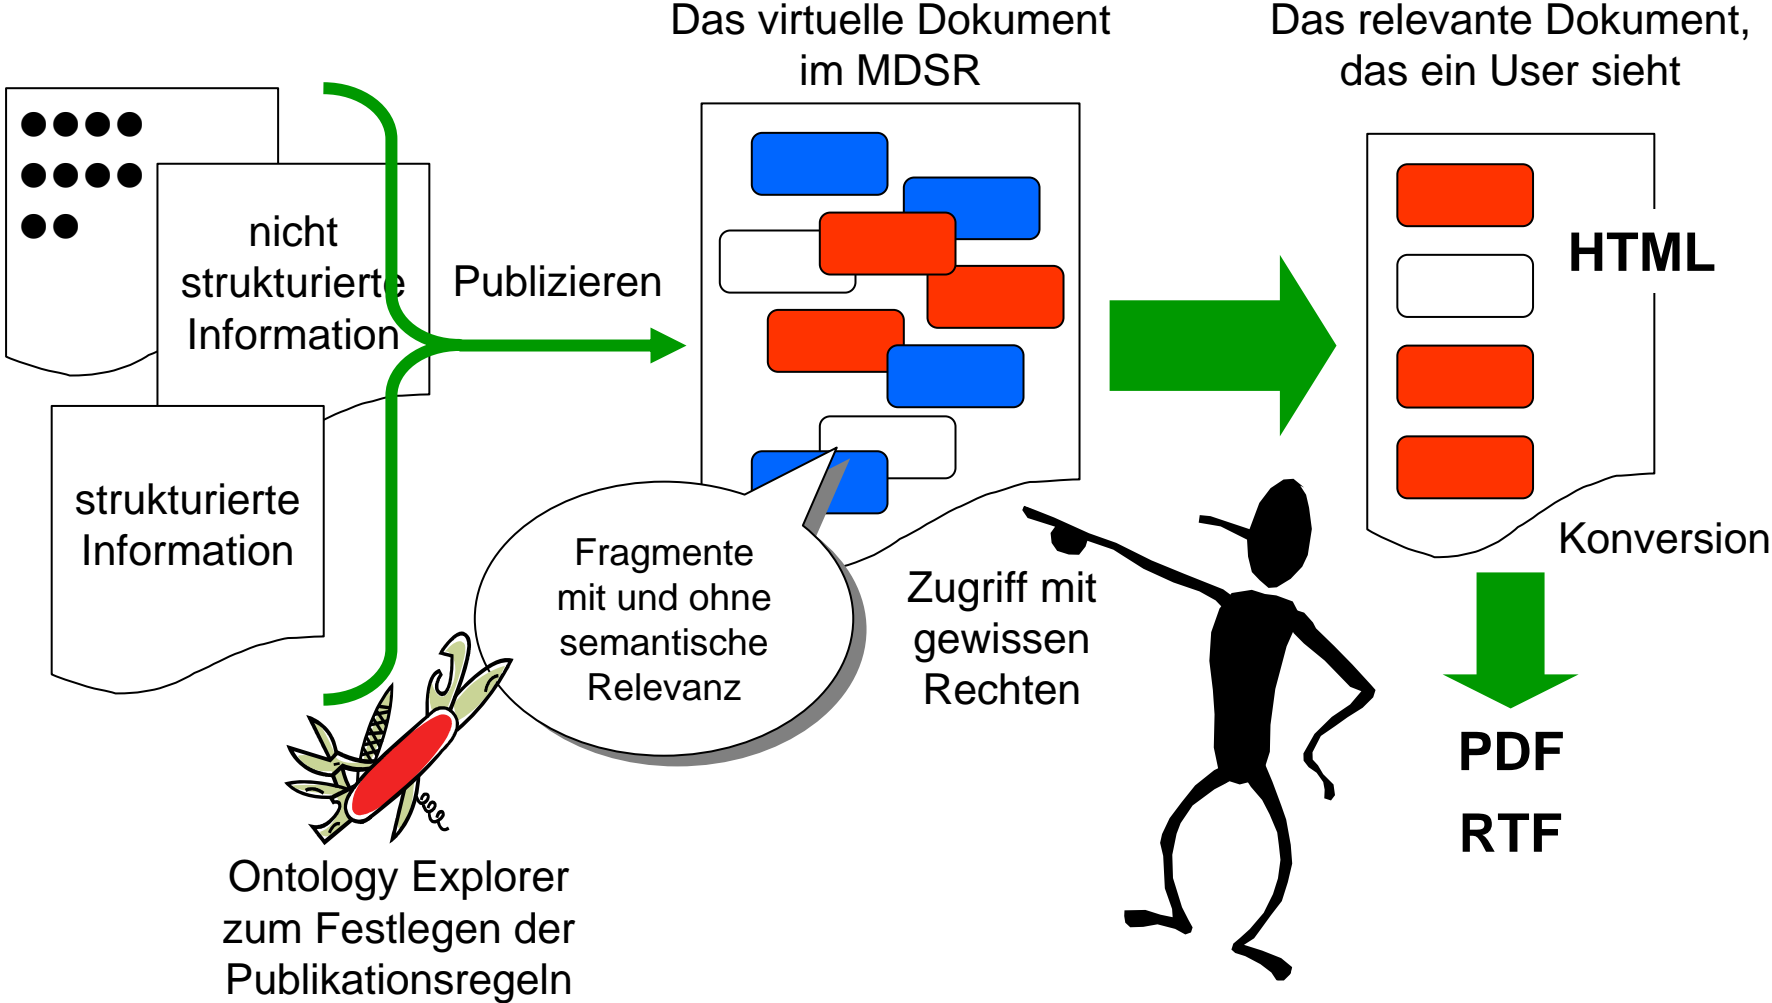 Das virtuelle Dokument
im MDSR
Das relevante Dokument,
das ein User sieht
nicht
strukturierte
Information
Publizieren
HTML
strukturierte
Information
Fragmente
mit und ohne
semantische
Relevanz
Zugriff mit
gewissen
Rechten
Konversion
PDF
RTF
Ontology Explorer
zum Festlegen der
Publikationsregeln